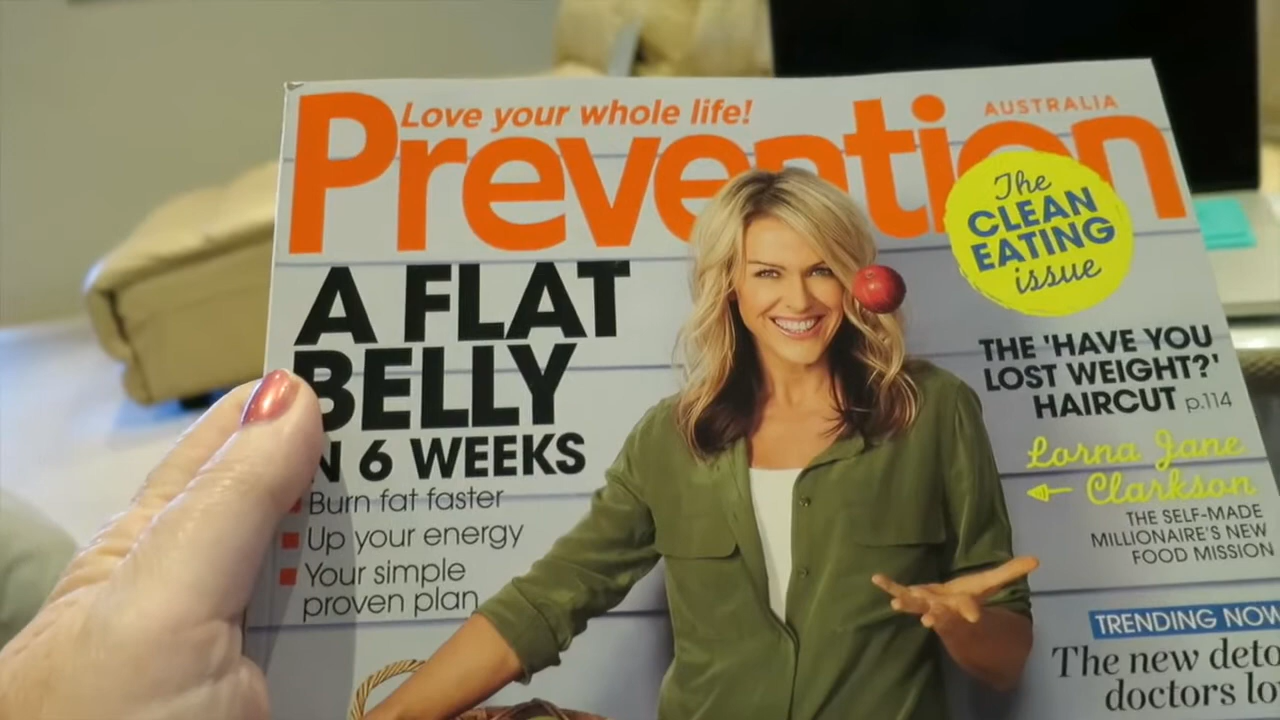 Love your whole life!
AUSTRALIA
Prevention
The
CLEAN
EATING
issue
A FLAT
BELLY
N 6 WEEKS
Burn fat faster
Up your energy
Your simple
proven plan
THE 'HAVE YOU
LOST WEIGHT?'
HAIRCUT p.114
Lorna Jane
Clarkson
THE SELF-MADE
MILLIONAIRE'S NEW
FOOD MISSION
TRENDING NOW
The new deto
doctors lo